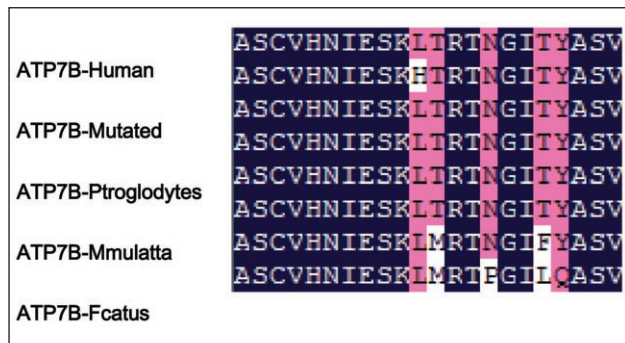 ATP7B-Human
ATP7B-Mutated
ATP7B-Ptroglodytes
ATP7B-Mmulatta
ATP7B-Fcatus
ASCVHNIESKLTRTNGITYASV
ASCVHNIESKHTRTNGITYASV
ASCVHNIESKLTRTNGITYASV
ASCVHNIESKLTRTNGITYASV
ASCVHNIESKLTRTNGITYASV
ASCVHNIESKLTRTNGITYASV
ASCVHNIESKLMRTNGIFYASV
ASCVHNIESKLMRTPGILQASV